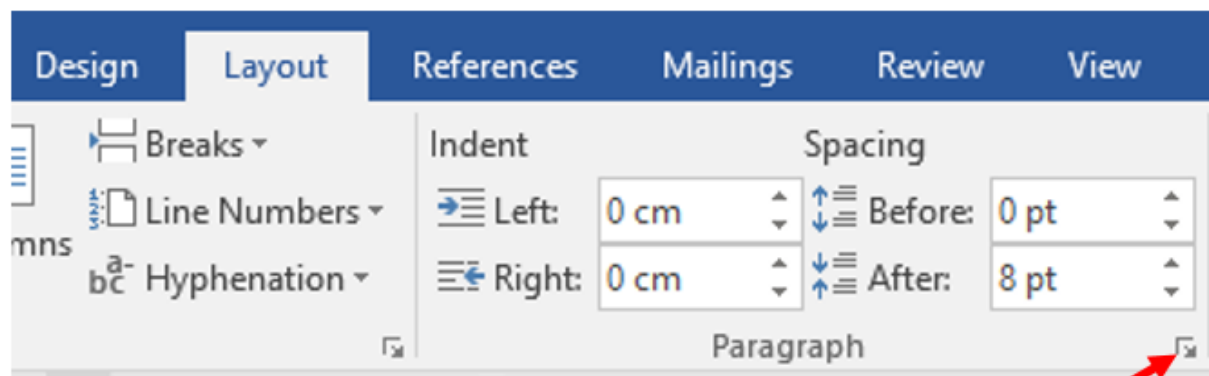 Design Layout References Mailings Review View
Breaks Indent Spacing
Line Numbers Left: 0 cm Before: 0 pt
mns
Hyphenation Right: 0 cm After: 8 pt
Paragraph